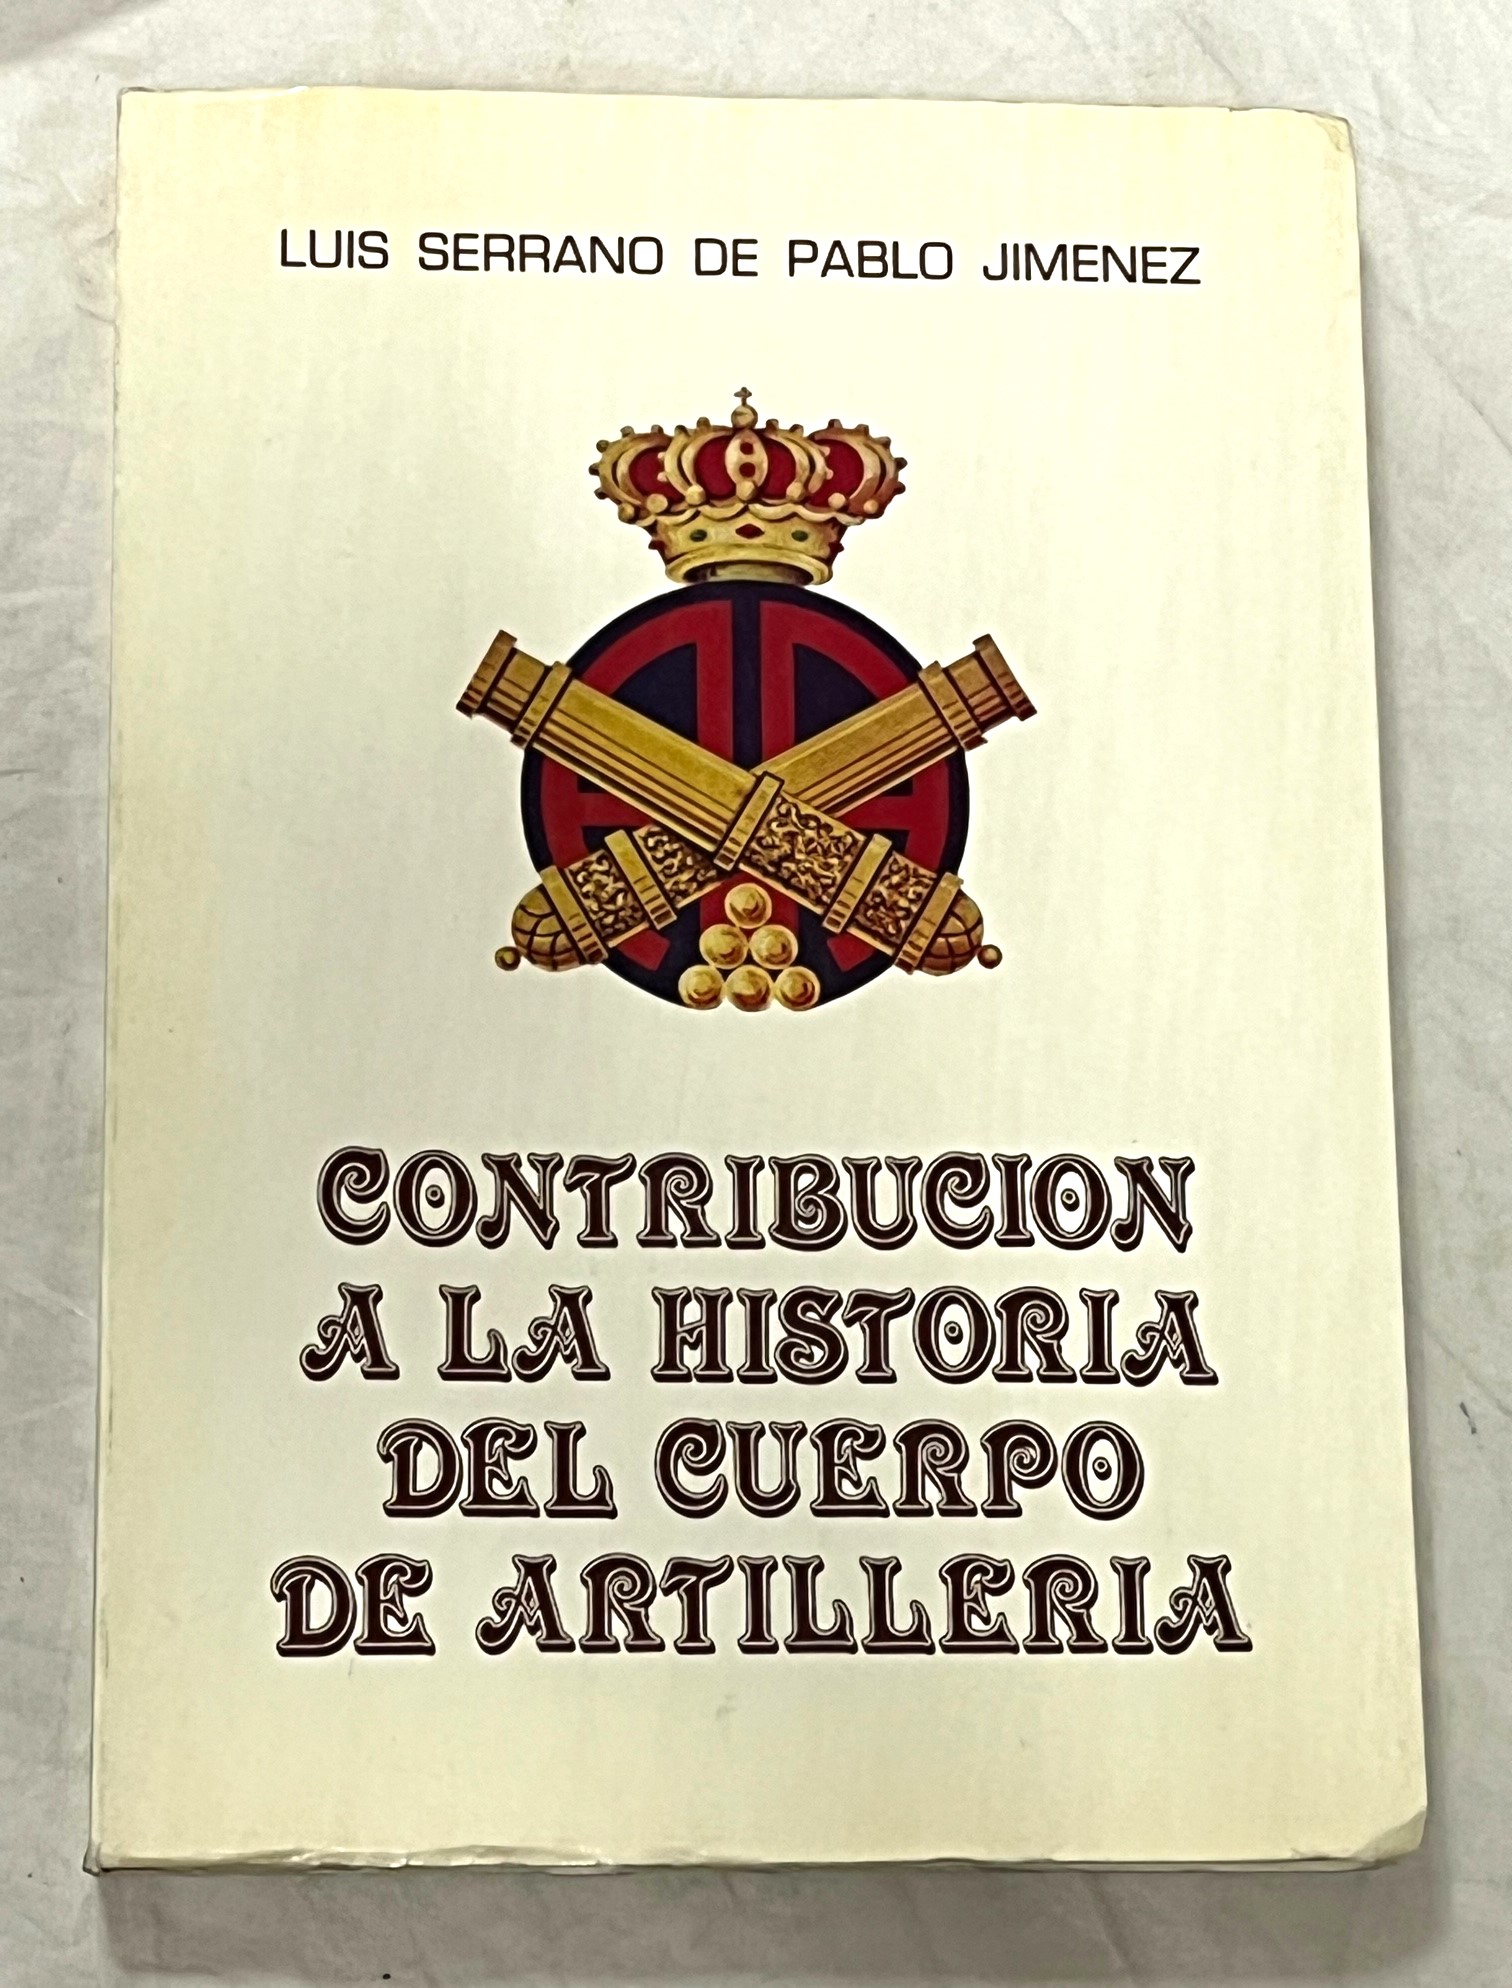 LUIS SERRANO DE PABLO JIMENEZ
CONTRIBUCION
A LA HISTORIA
DEL CUERPO
DE ARTILLERIA